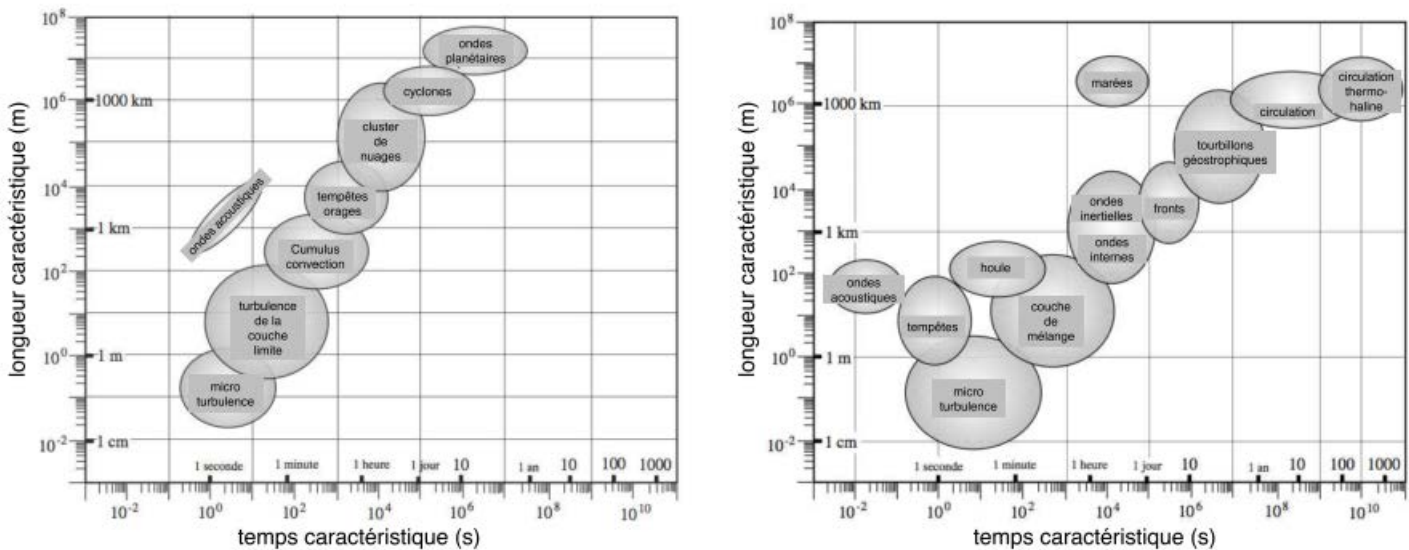 10^8
ondes
planétaires
longueur caractéristique (m)
10^6
1000 km
cyclones
cluster
de
nuages
10^4
ondes acoustiques
tempêtes
orages
1 km
Cumulus
convection
10^2
turbulence
de la
couche
limite
10^0
1 m
micro
turbulence
10^-2
1 cm
1 seconde
1 minute
1 heure
1 jour
10
1 an
10
100
1000
10^-2
10^0
10^2
10^4
10^6
10^8
10^10
temps caractéristique (s)
10^8
marées
circulation
thermo-
haline
longueur caractéristique (m)
10^6
1000 km
circulation
tourbillons
géostrophiques
10^4
ondes
inertielles
fronts
1 km
ondes
internes
houle
10^2
ondes
acoustiques
couche
de
mélange
tempêtes
10^0
1 m
micro
turbulence
10^-2
1 cm
1 seconde
1 minute
1 heure
1 jour
10
1 an
10
100
1000
10^-2
10^0
10^2
10^4
10^6
10^8
10^10
temps caractéristique (s)